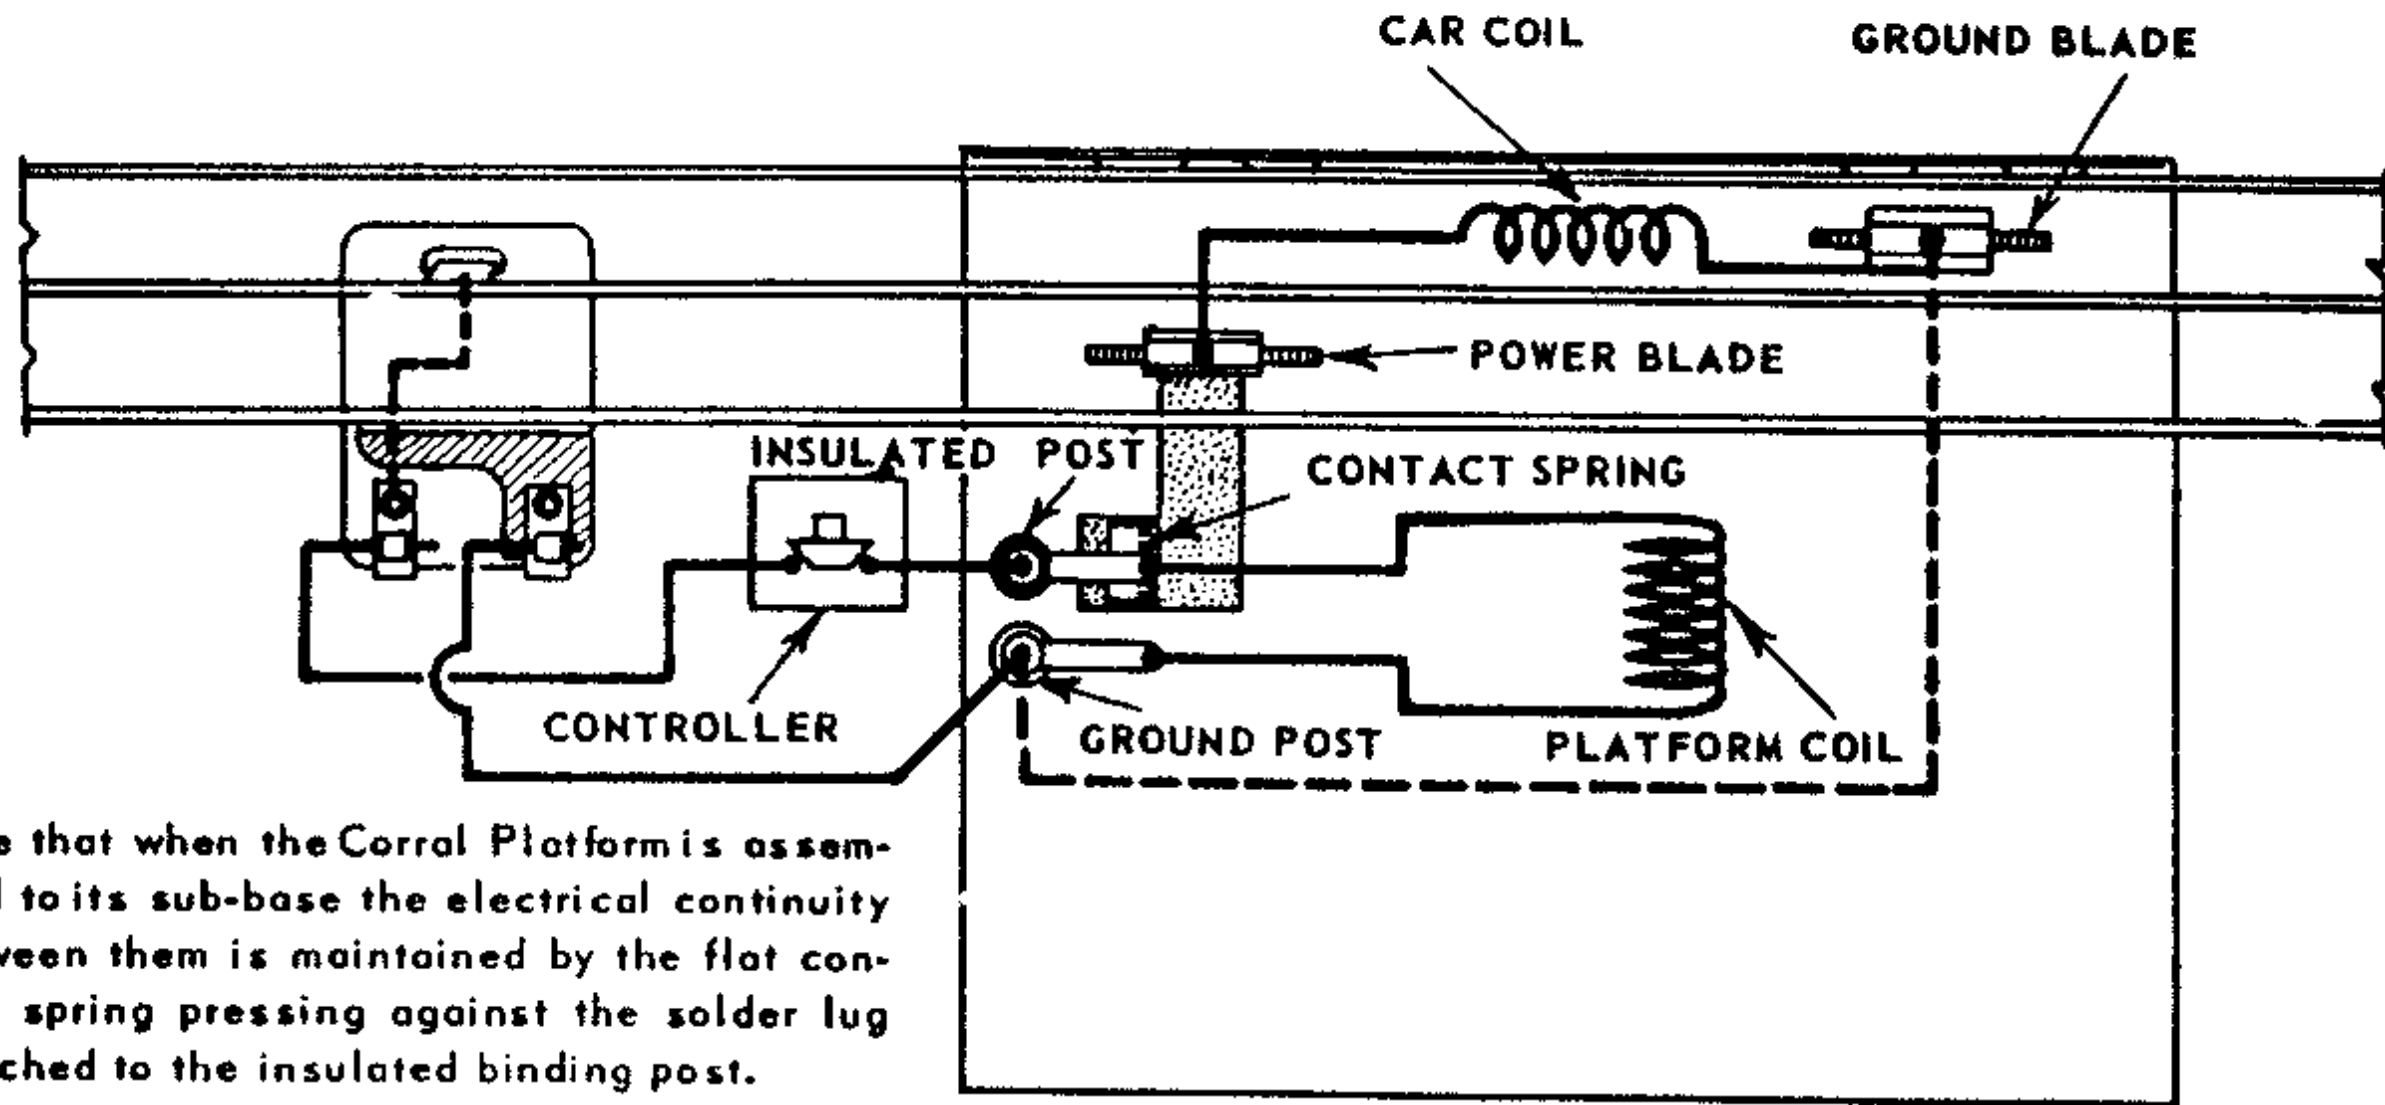 CAR COIL
GROUND BLADE
POWER BLADE
INSULATED POST
CONTACT SPRING
CONTROLLER
GROUND POST
PLATFORM COIL
that when the Corral Platform is assem-
to its sub-base the electrical continuity
them is maintained by the flat con-
spring pressing against the solder lug
to the insulated binding post.